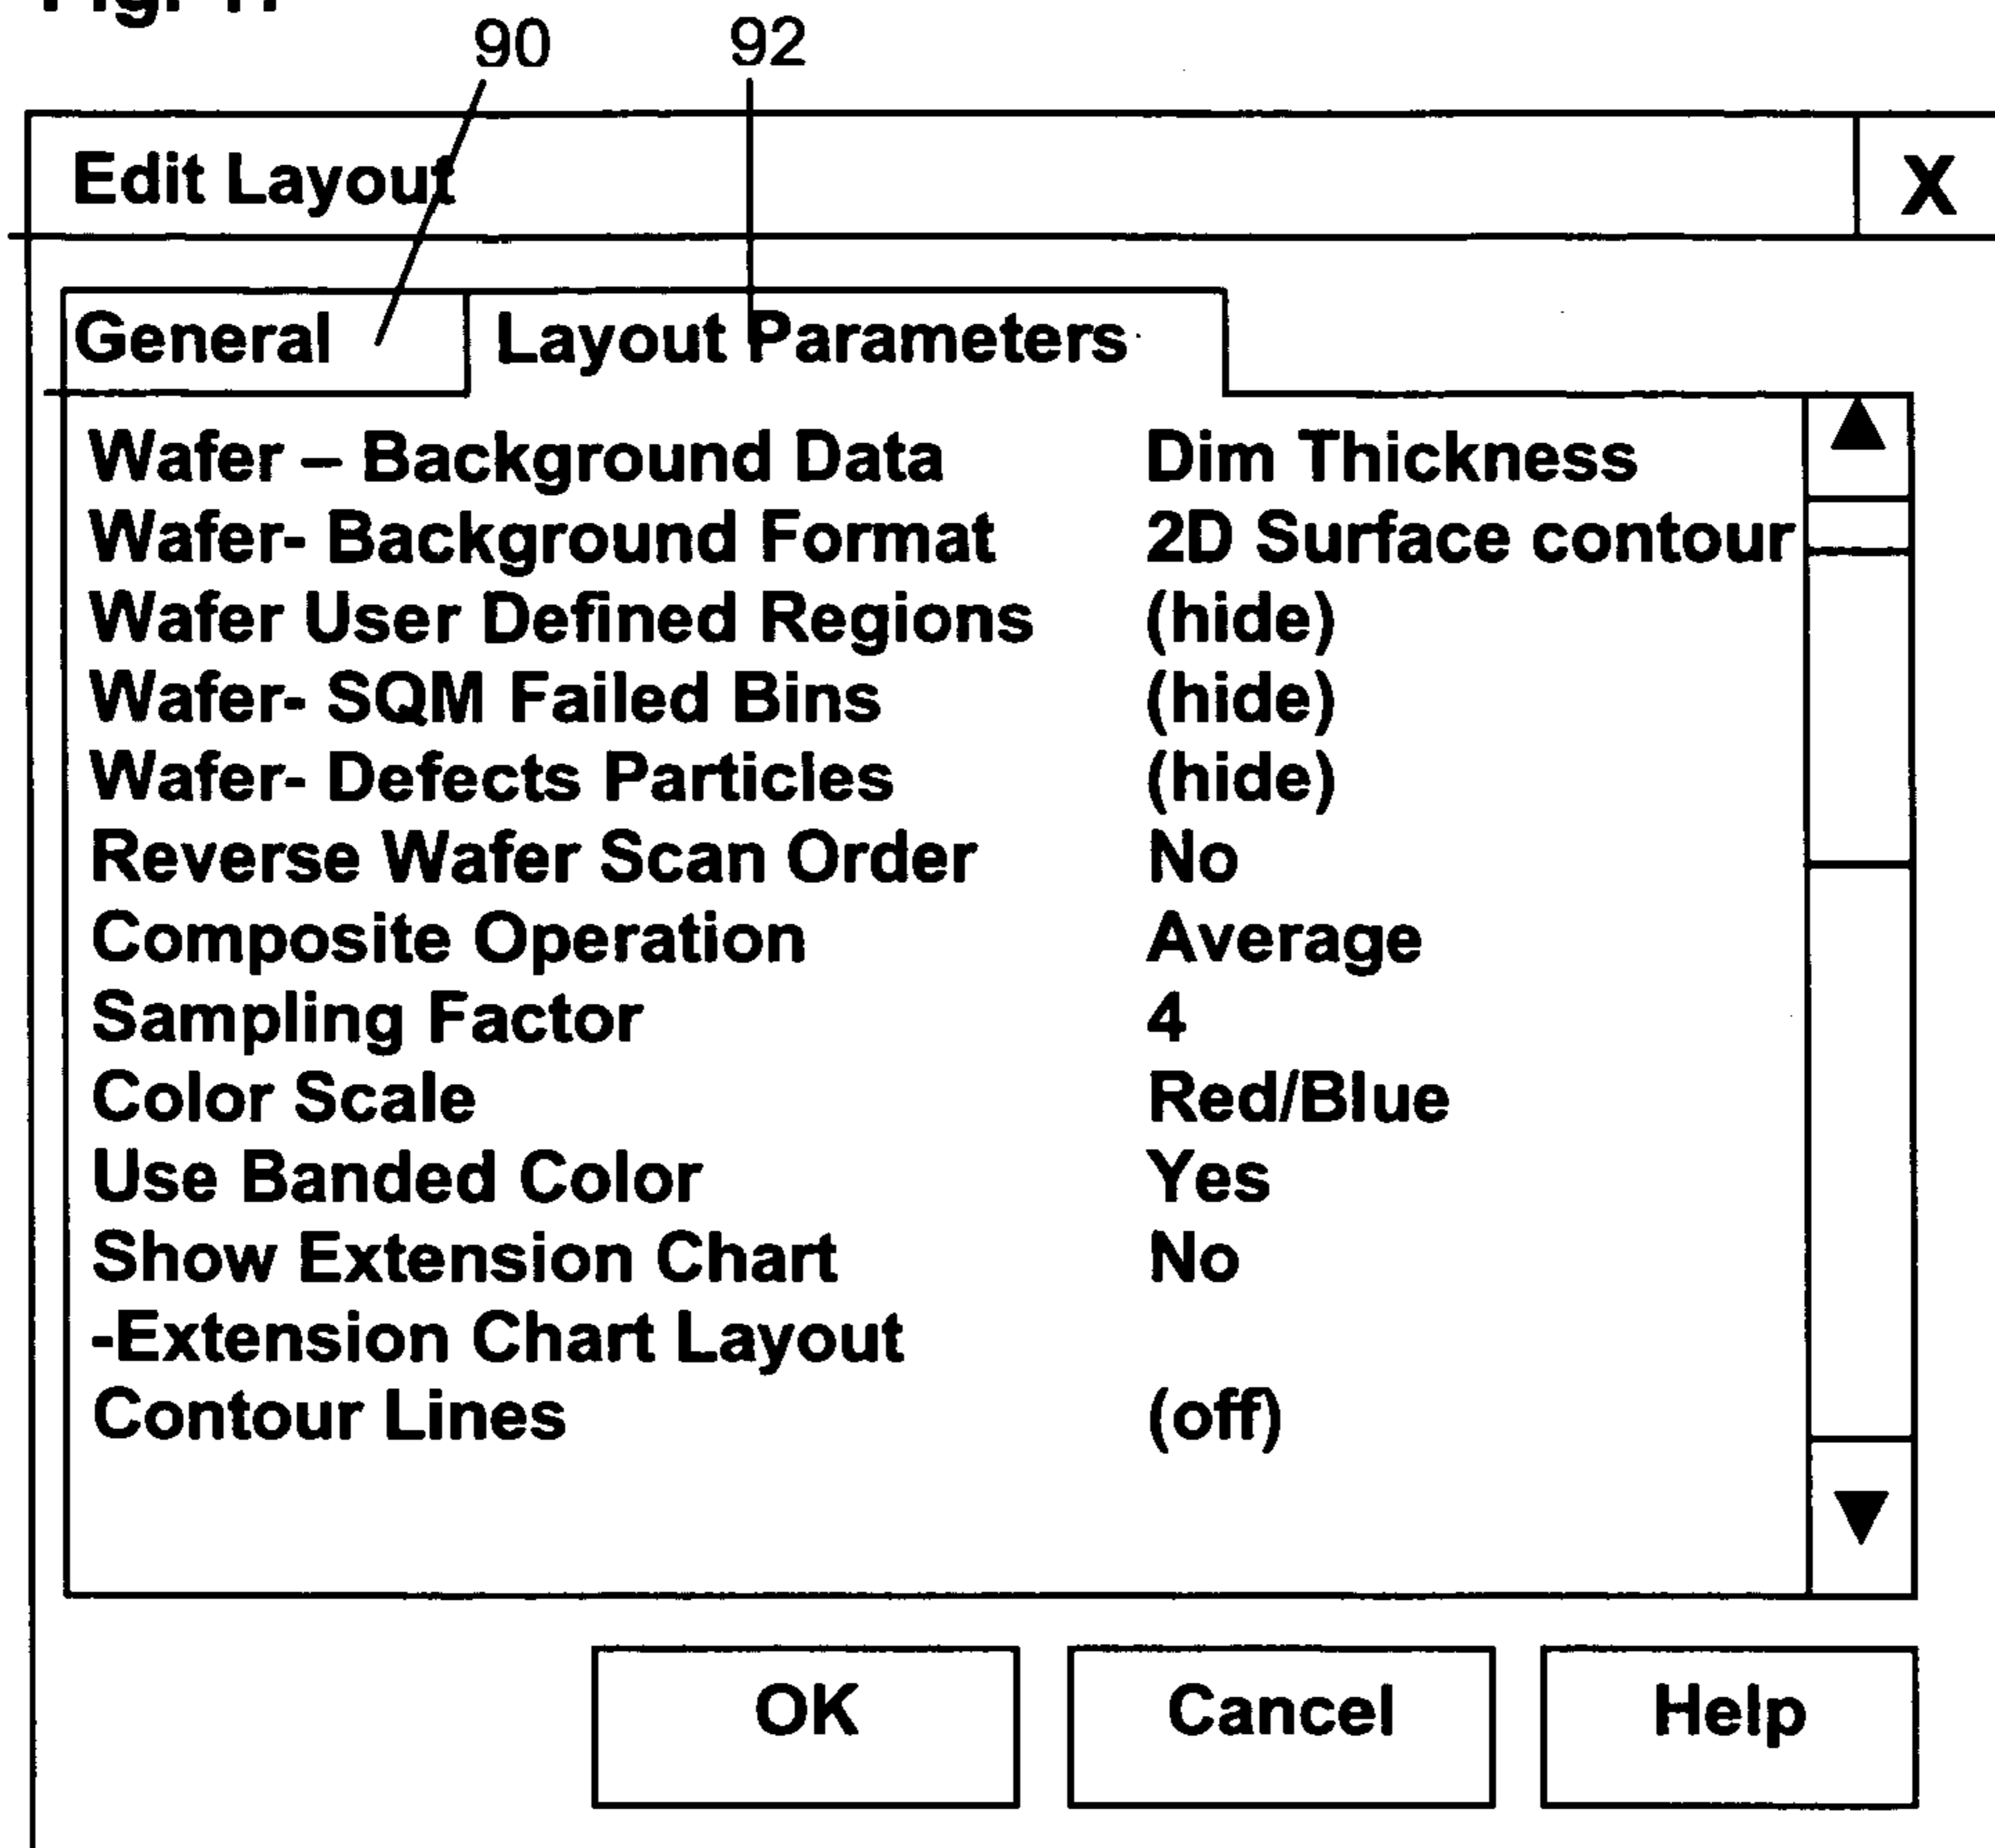 90 92
Edit Layout X
General Layout Parameters
Wafer – Background Data Dim Thickness
Wafer- Background Format 2D Surface contour
Wafer User Defined Regions (hide)
Wafer- SQM Failed Bins (hide)
Wafer- Defects Particles (hide)
Reverse Wafer Scan Order No
Composite Operation Average
Sampling Factor 4
Color Scale Red/Blue
Use Banded Color Yes
Show Extension Chart No
-Extension Chart Layout
Contour Lines (off)
OK Cancel Help